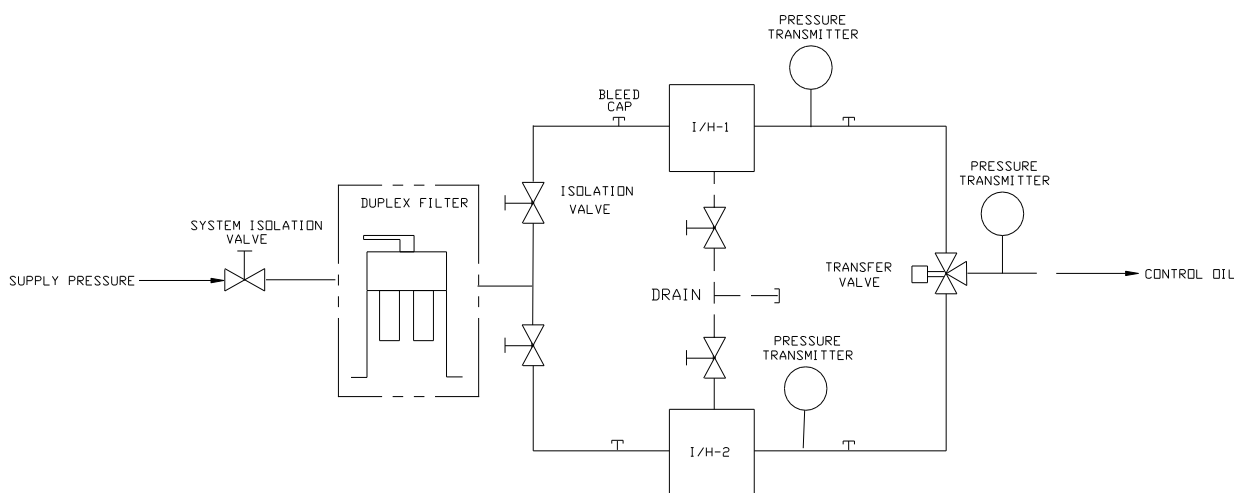 PRESSURE
TRANSMITTER
BLEED
CAP
I/H-1
PRESSURE
TRANSMITTER
ISOLATION
VALVE
DUPLEX FILTER
SYSTEM ISOLATION
VALVE
SUPPLY PRESSURE
TRANSFER
VALVE
CONTROL OIL
DRAIN
PRESSURE
TRANSMITTER
I/H-2